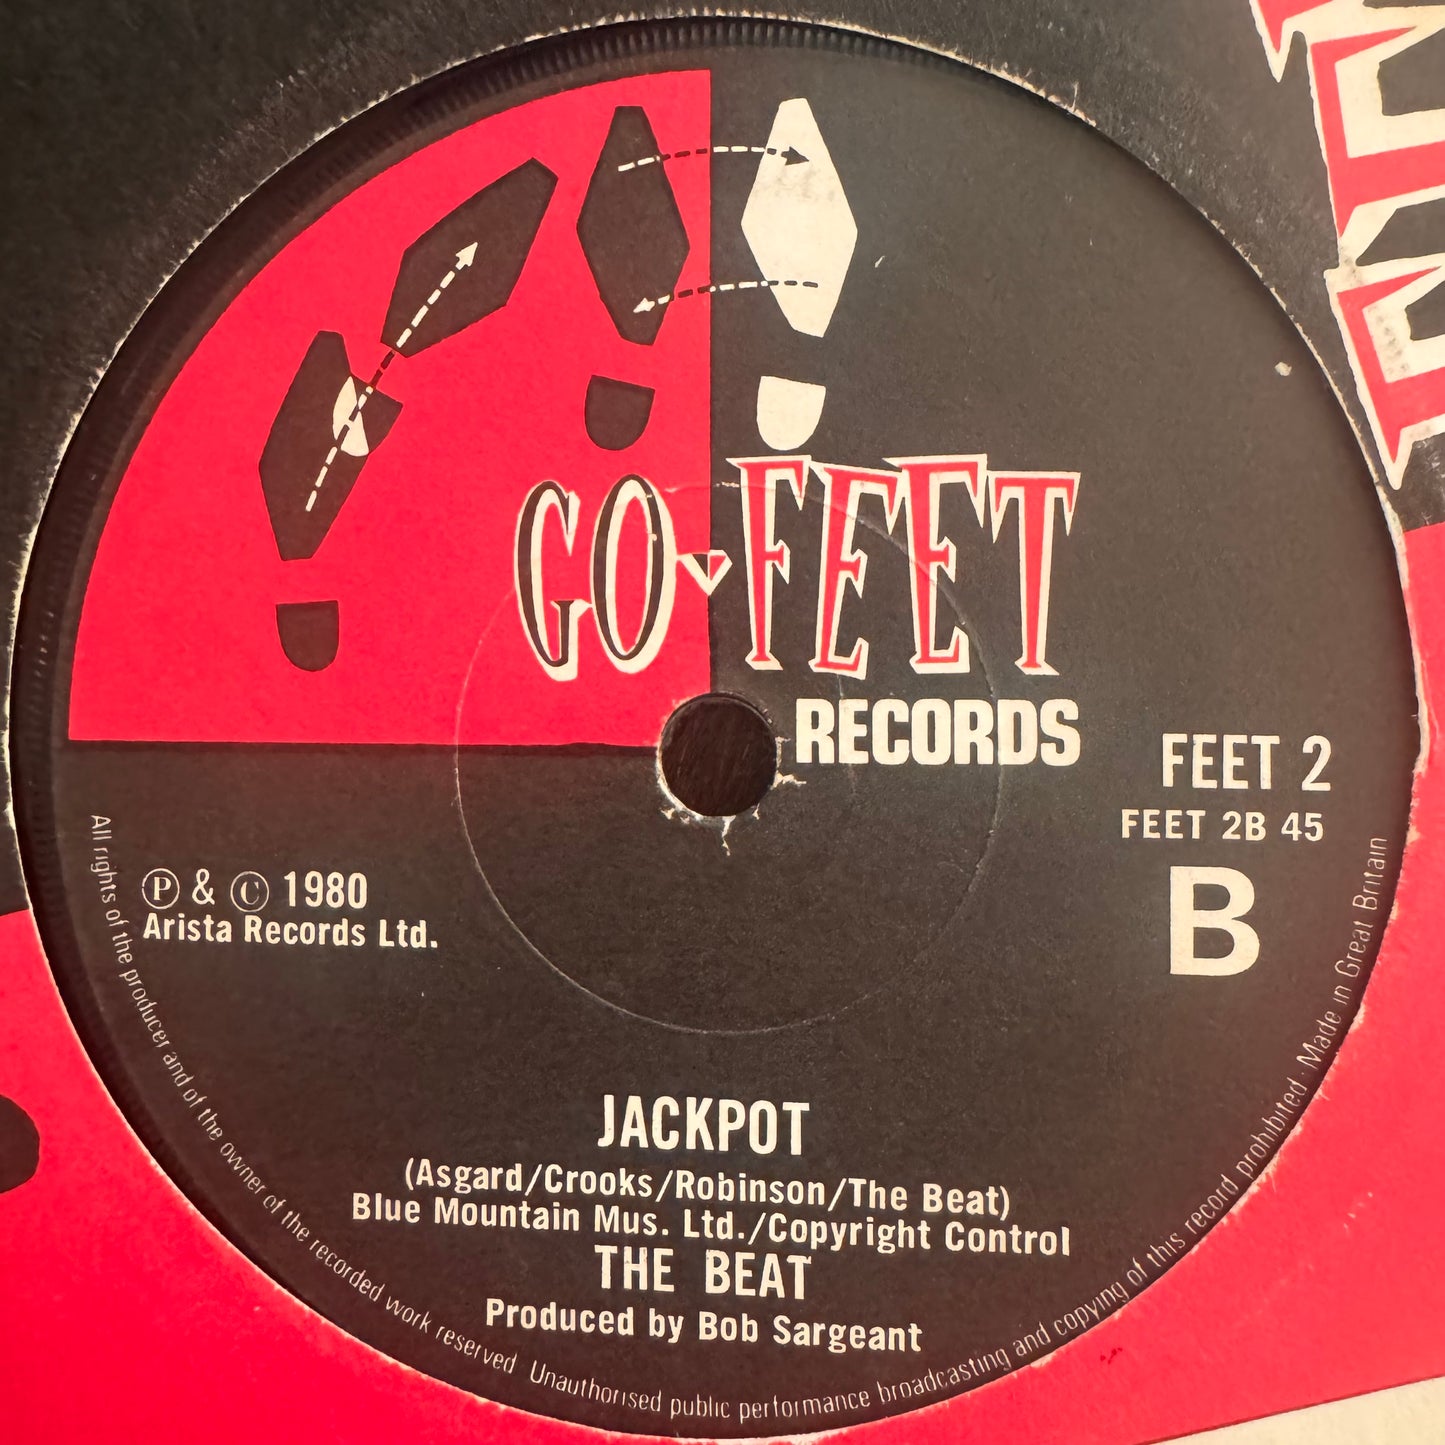 GO-FEET
RECORDS
FEET 2
FEET 2B 45
B
Ⓟ & © 1980
Arista Records Ltd.
JACKPOT
(Asgard/Crooks/Robinson/The Beat)
Blue Mountain Mus. Ltd./Copyright Control
THE BEAT
Produced by Bob Sargeant
All rights of the producer and of the owner of the recorded work reserved Unauthorised public performance broadcasting and copying of this record prohibited · Made in Great Britain